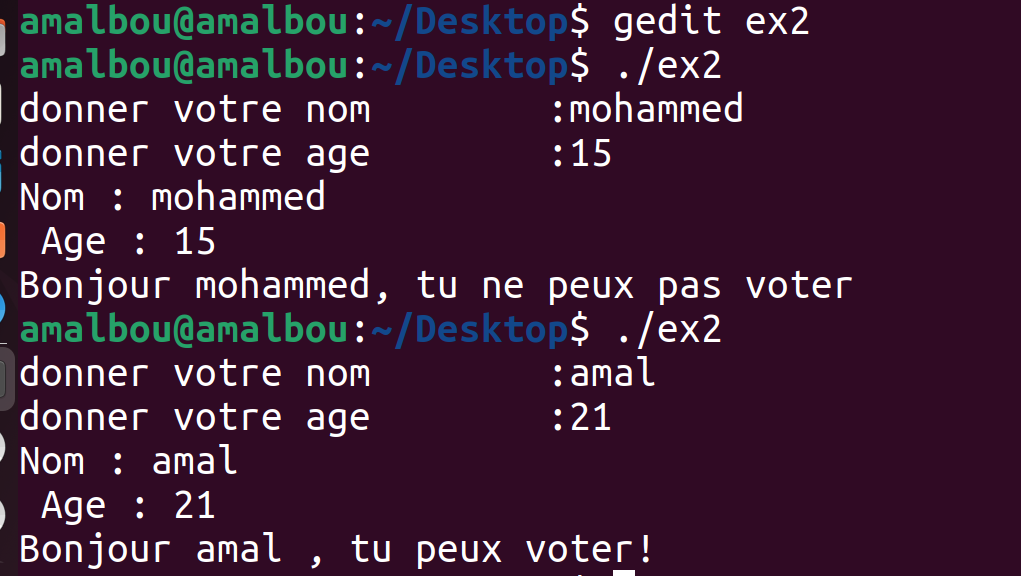 amalbou@amalbou:~/Desktop$ gedit ex2
amalbou@amalbou:~/Desktop$ ./ex2
donner votre nom        :mohammed
donner votre age        :15
Nom : mohammed
 Age : 15
Bonjour mohammed, tu ne peux pas voter
amalbou@amalbou:~/Desktop$ ./ex2
donner votre nom        :amal
donner votre age        :21
Nom : amal
 Age : 21
Bonjour amal , tu peux voter!